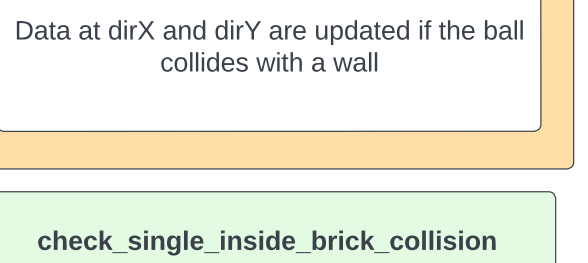 Data at dirX and dirY are updated if the ball
collides with a wall
check_single_inside_brick_collision